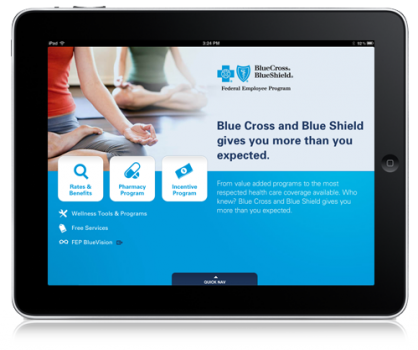 iPad
3:24 PM
85%
BlueCross®
BlueShield®
Federal Employee Program
Blue Cross and Blue Shield
gives you more than you
expected.
Rates &
Benefits
Pharmacy
Program
Incentive
Program
From value added programs to the most
respected health care coverage available. Who
knew? Blue Cross and Blue Shield gives you
more than you expected.
Wellness Tools & Programs
Free Services
FEP BlueVision
QUICK NAV